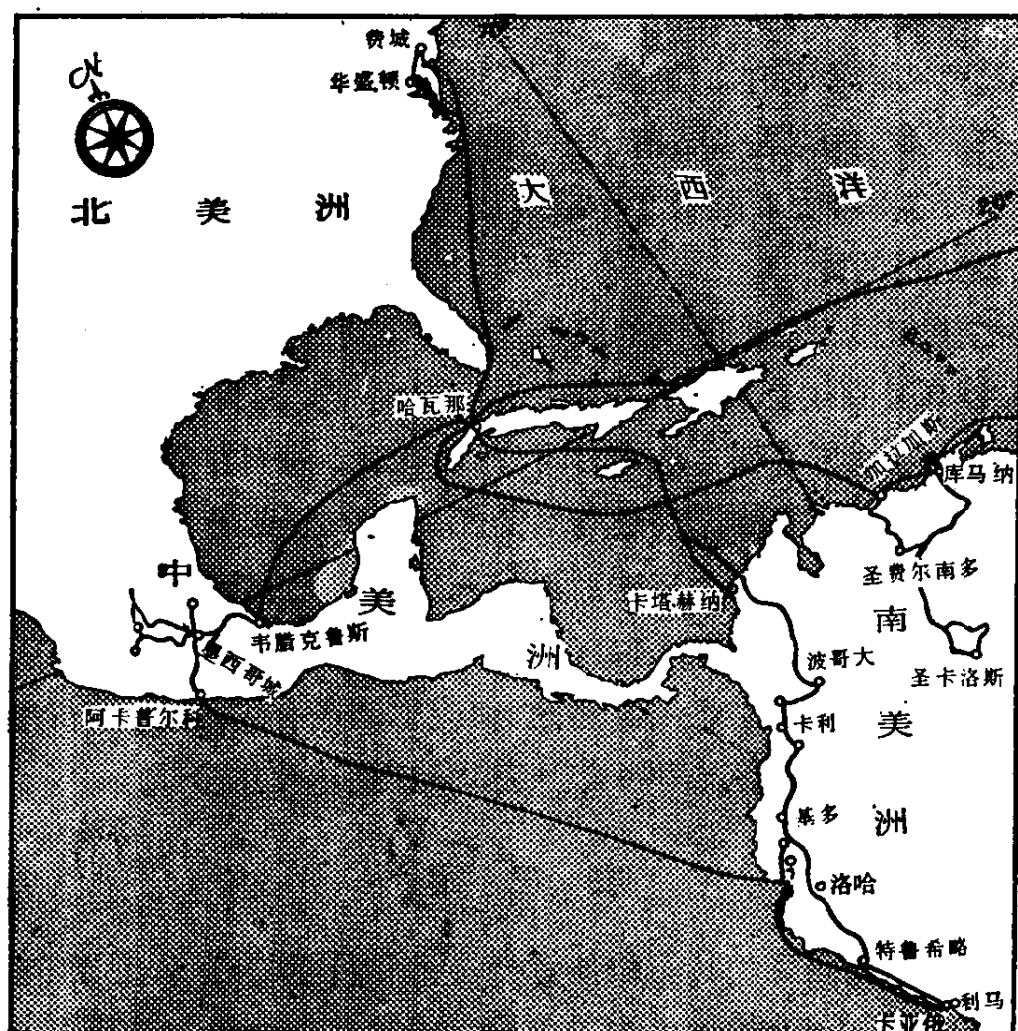 费城
华盛顿
N
70°
北美洲
大西洋
20°
哈瓦那
加拉加斯
库马纳
圣费尔南多
中
美
洲
韦腊克鲁斯
墨西哥城
阿卡普尔科
卡塔赫纳
南
美
洲
波哥大
圣卡洛斯
卡利
基多
洛哈
特鲁希略
利马